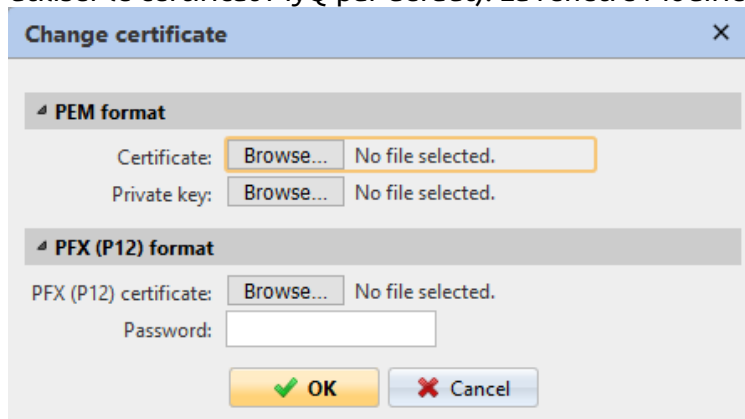 Change certificate
PEM format
Certificate: Browse... No file selected.
Private key: Browse... No file selected.
PFX (P12) format
PFX (P12) certificate: Browse... No file selected.
Password:
OK Cancel